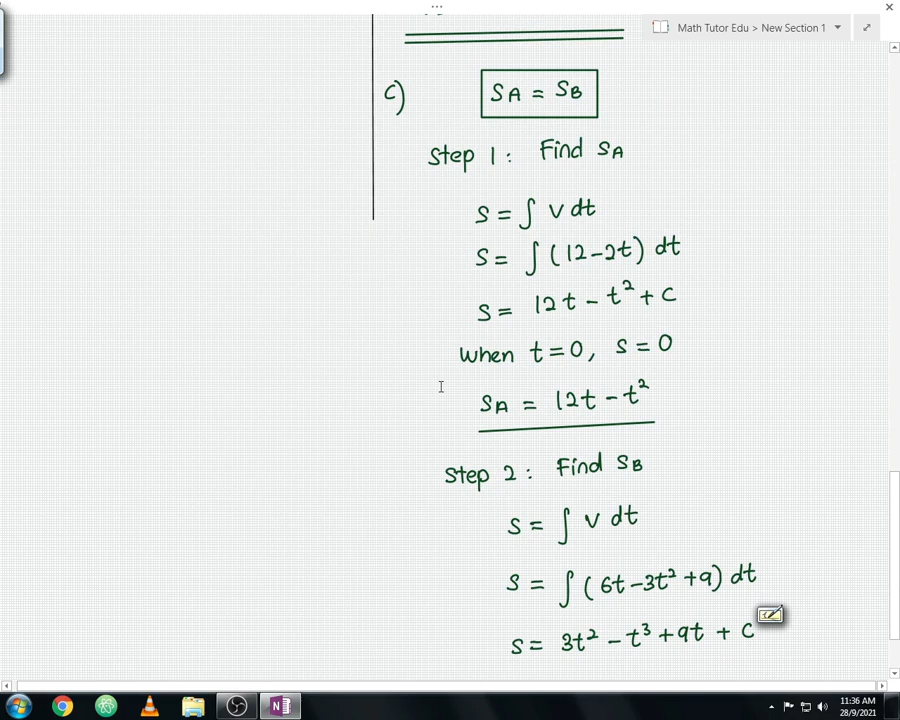 Math Tutor Edu > New Section 1
c) SA = SB
Step 1: Find SA
S = ∫ v dt
S = ∫ (12-2t) dt
S = 12t - t² + c
When t=0, s=0
SA = 12t - t²
Step 2: Find SB
S = ∫ v dt
S = ∫ (6t-3t²+9) dt
S = 3t² - t³ + 9t + c
11:36 AM
28/9/2021